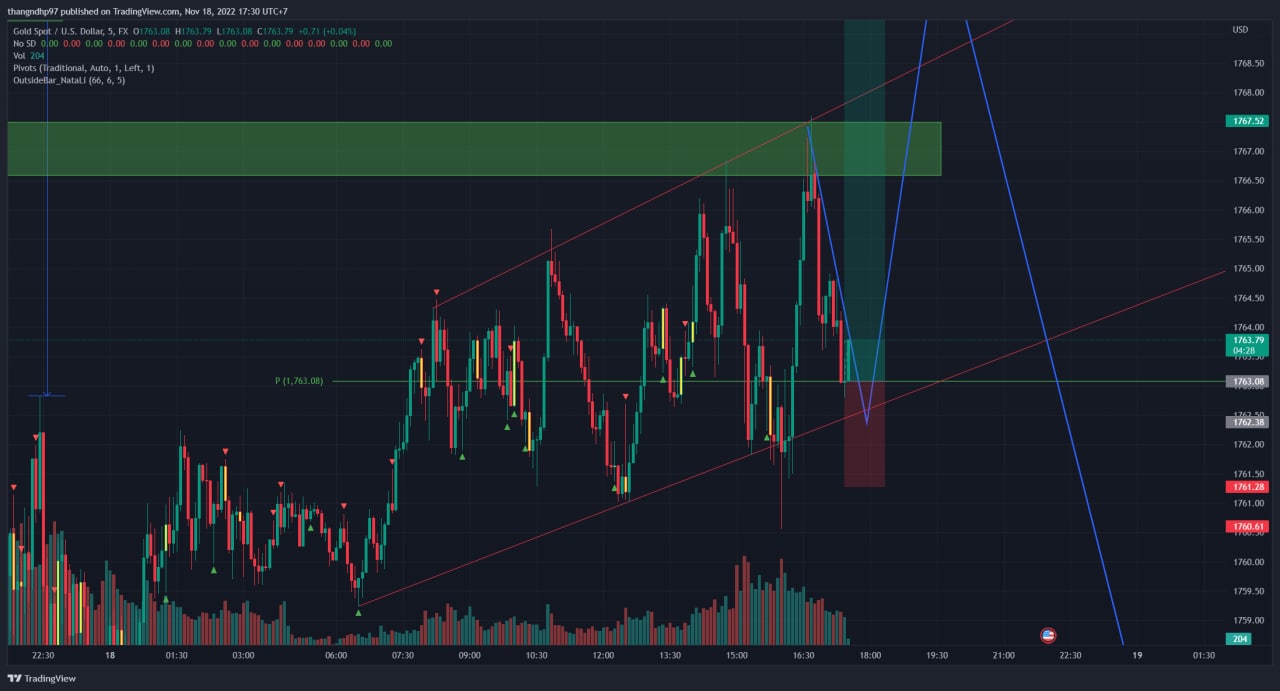 thangndhp97 published on TradingView.com, Nov 18, 2022 17:30 UTC+7
Gold Spot / U.S. Dollar, 5, FX O1763.08 H1763.79 L1763.08 C1763.79 +0.71 (+0.04%)
No SD 0.00 0.00 0.00 0.00 0.00 0.00 0.00 0.00 0.00 0.00 0.00 0.00 0.00 0.00 0.00 0.00
Vol 204
Pivots (Traditional, Auto, 1, Left, 1)
OutsideBar_NataLi (66, 6, 5)
P (1,763.08)
USD
1768.50
1768.00
1767.52
1767.00
1766.50
1766.00
1765.50
1765.00
1764.50
1764.00
1763.79
04:28
1763.08
1762.38
1762.00
1761.50
1761.28
1761.00
1760.61
1760.00
1759.50
1759.00
204
22:30 18 01:30 03:00 06:00 07:30 09:00 10:30 12:00 13:30 15:00 16:30 18:00 19:30 21:00 22:30 19 01:30
TradingView